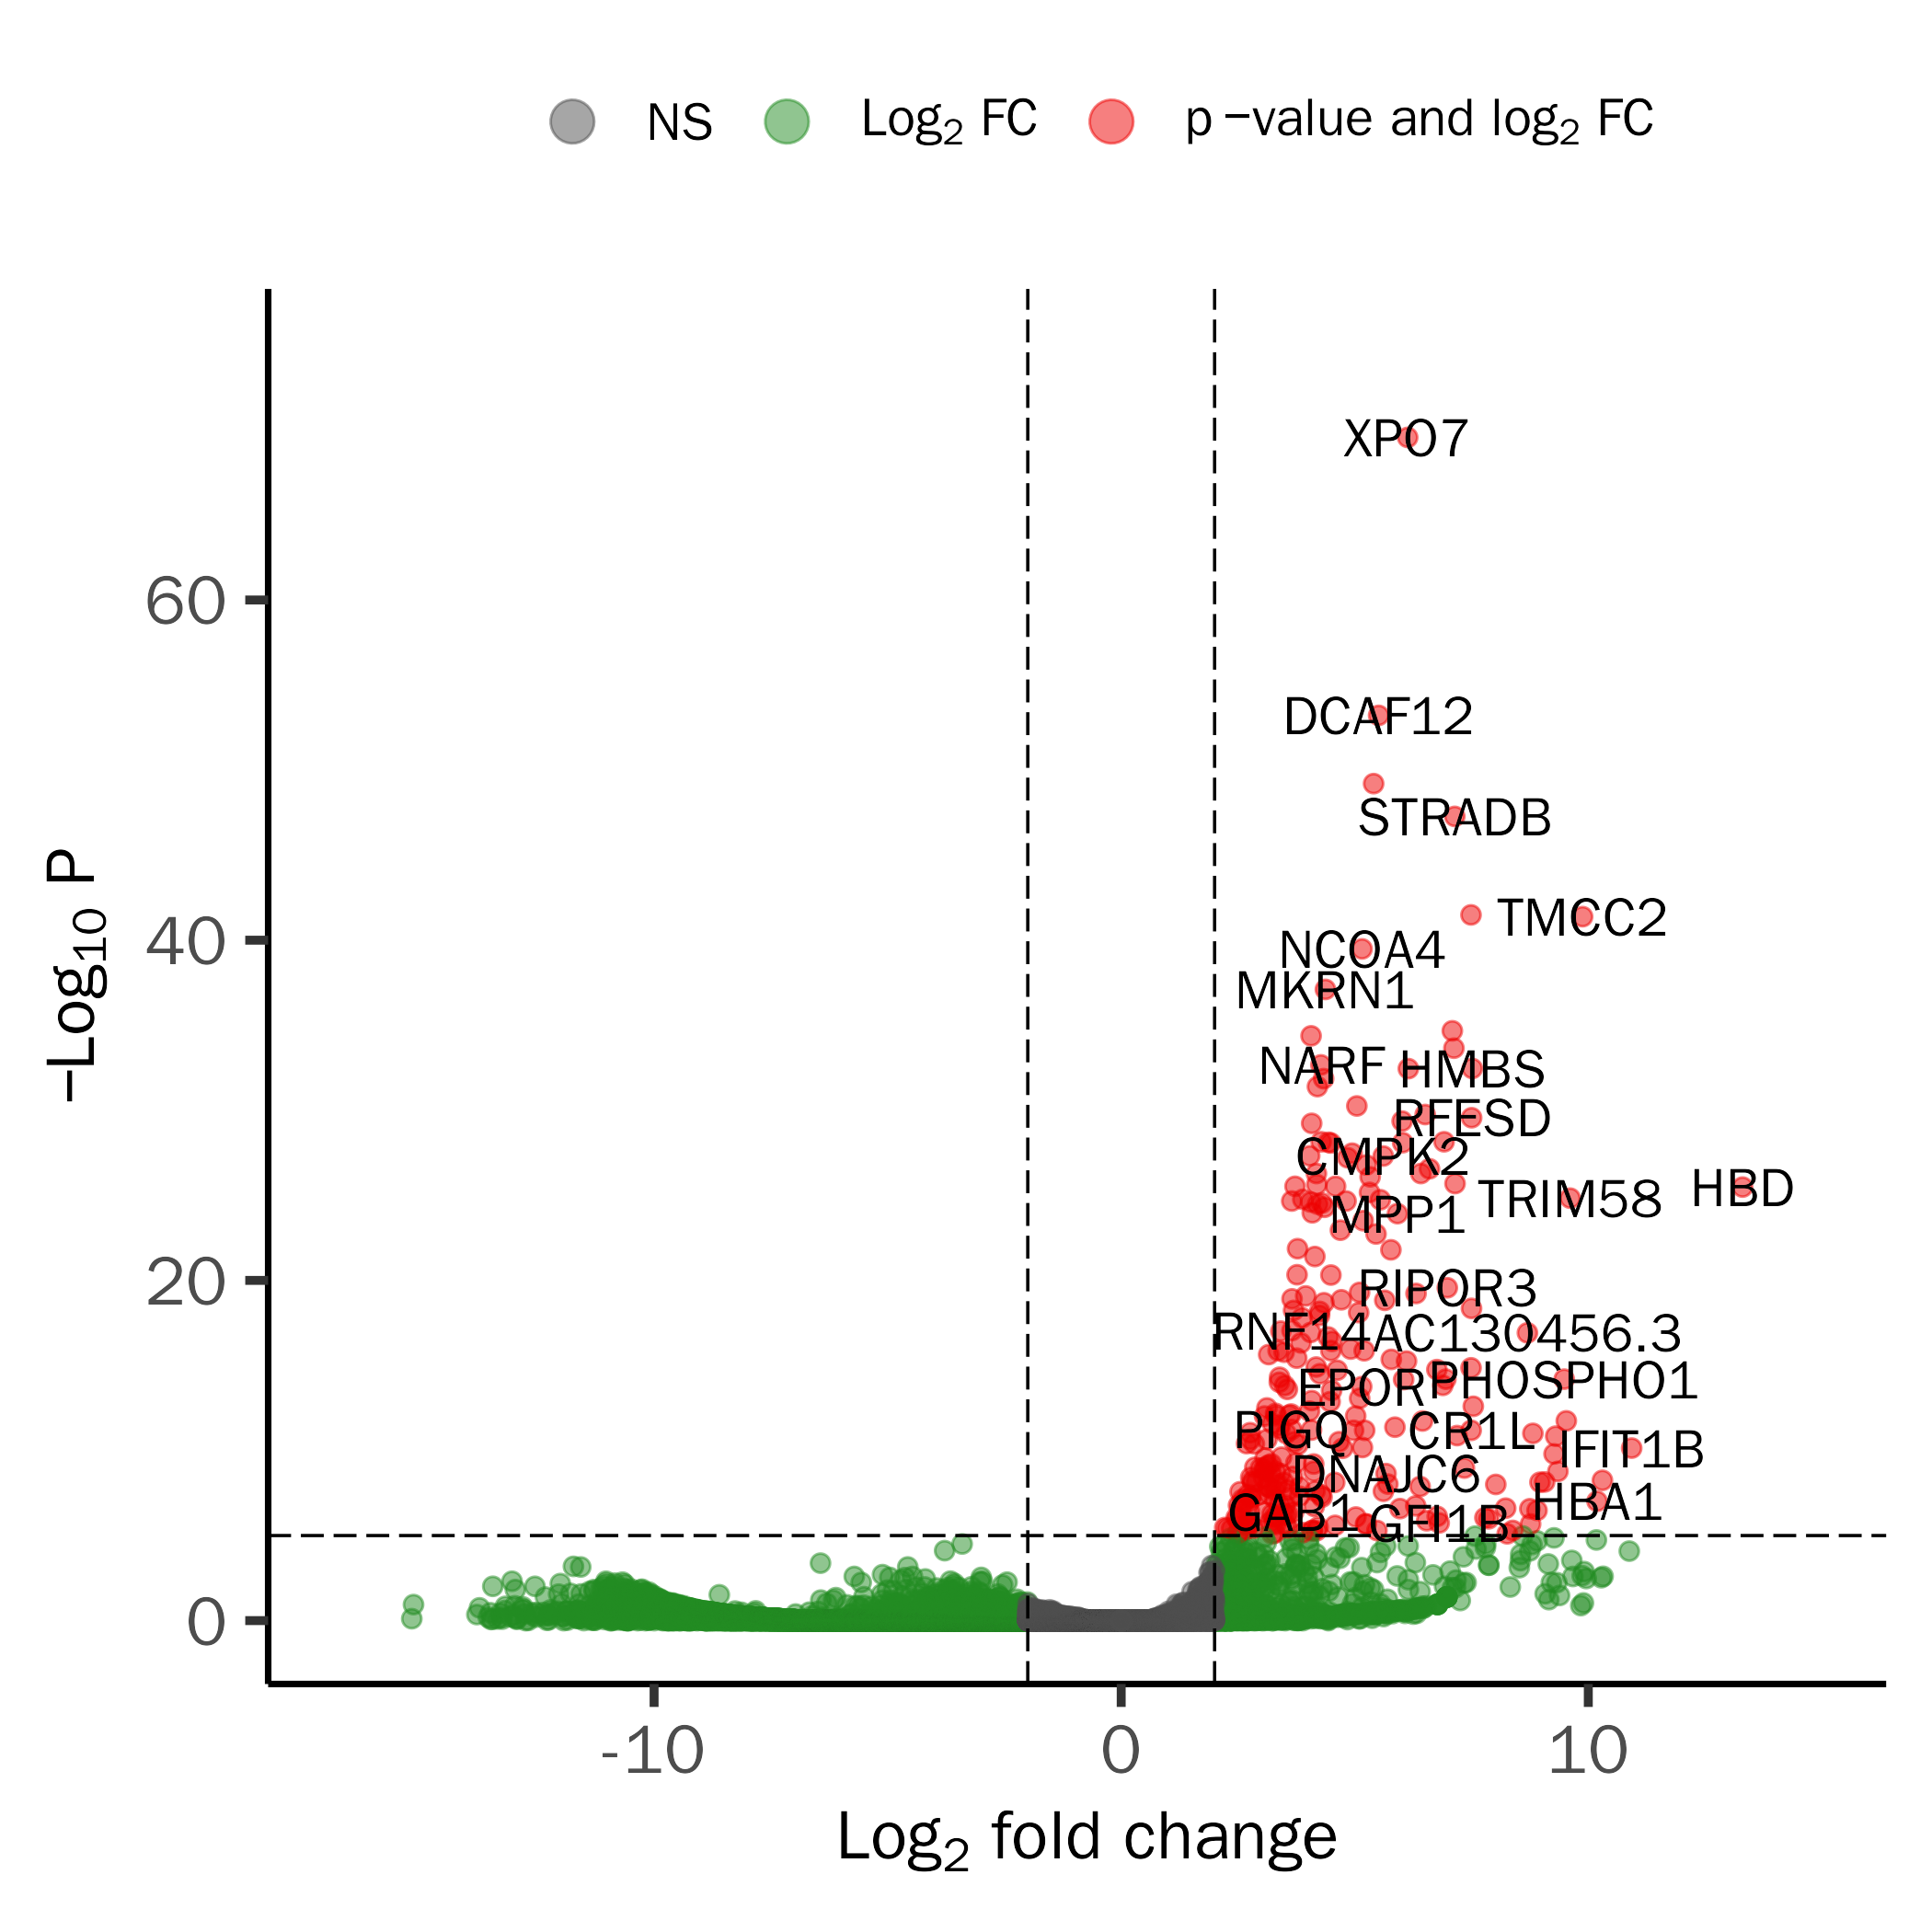 NS Log2 FC p −value and log2 FC
XPO7
60
DCAF12
STRADB
TMCC2
40
NCOA4
MKRN1
NARF HMBS
RFESD
CMPK2
HBD
TRIM58
MPP1
20
RIPOR3
RNF14 AC130456.3
EPOR PHOSPHO1
PIGQ CR1L
IFIT1B
DNAJC6
HBA1
GAB1 GFI1B
0
−Log10 P
-10 0 10
Log2 fold change